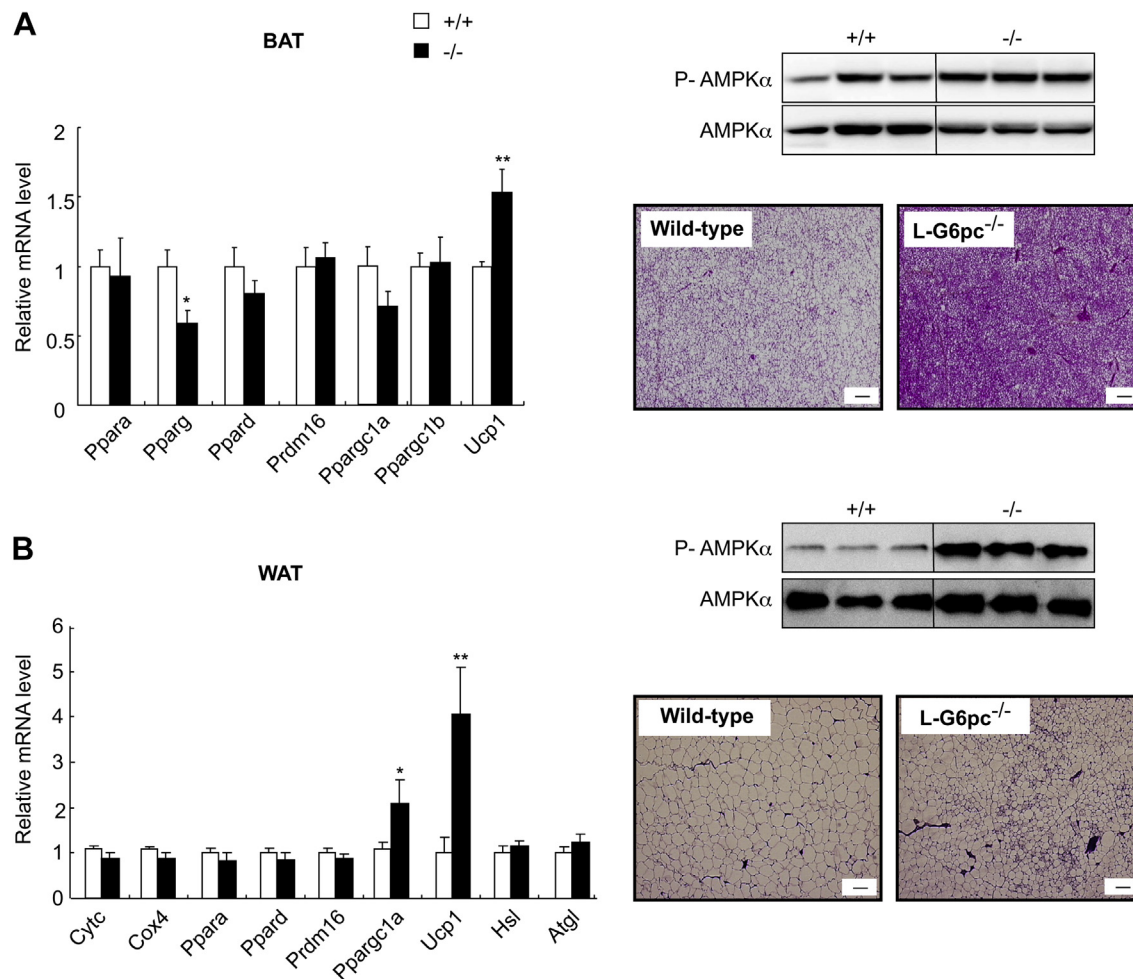 A
BAT
+/+
-/-
Relative mRNA level
2
1.5
1
0.5
0
**
*
Ppara
Pparg
Ppard
Prdm16
Ppargc1a
Ppargc1b
Ucp1
+/+ -/-
P- AMPKα
AMPKα
Wild-type
L-G6pc-/-
B
WAT
Relative mRNA level
6
5
4
3
2
1
0
**
*
Cytc
Cox4
Ppara
Ppard
Prdm16
Ppargc1a
Ucp1
Hsl
Atgl
+/+ -/-
P- AMPKα
AMPKα
Wild-type
L-G6pc-/-